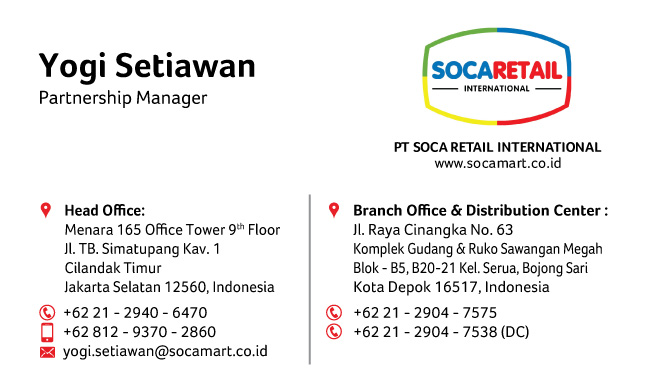 Yogi Setiawan
Partnership Manager
SOCARETAIL
INTERNATIONAL
PT SOCA RETAIL INTERNATIONAL
www.socamart.co.id
Head Office:
Menara 165 Office Tower 9th Floor
Jl. TB. Simatupang Kav. 1
Cilandak Timur
Jakarta Selatan 12560, Indonesia
+62 21 - 2940 - 6470
+62 812 - 9370 - 2860
yogi.setiawan@socamart.co.id
Branch Office & Distribution Center :
Jl. Raya Cinangka No. 63
Komplek Gudang & Ruko Sawangan Megah
Blok - B5, B20-21 Kel. Serua, Bojong Sari
Kota Depok 16517, Indonesia
+62 21 - 2904 - 7575
+62 21 - 2904 - 7538 (DC)